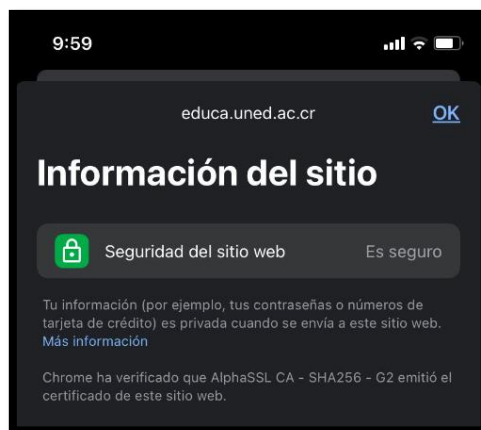 9:59
educa.uned.ac.cr OK
Información del sitio
Seguridad del sitio web Es seguro
Tu información (por ejemplo, tus contraseñas o números de
tarjeta de crédito) es privada cuando se envía a este sitio web.
Más información
Chrome ha verificado que AlphaSSL CA - SHA256 - G2 emitió el
certificado de este sitio web.